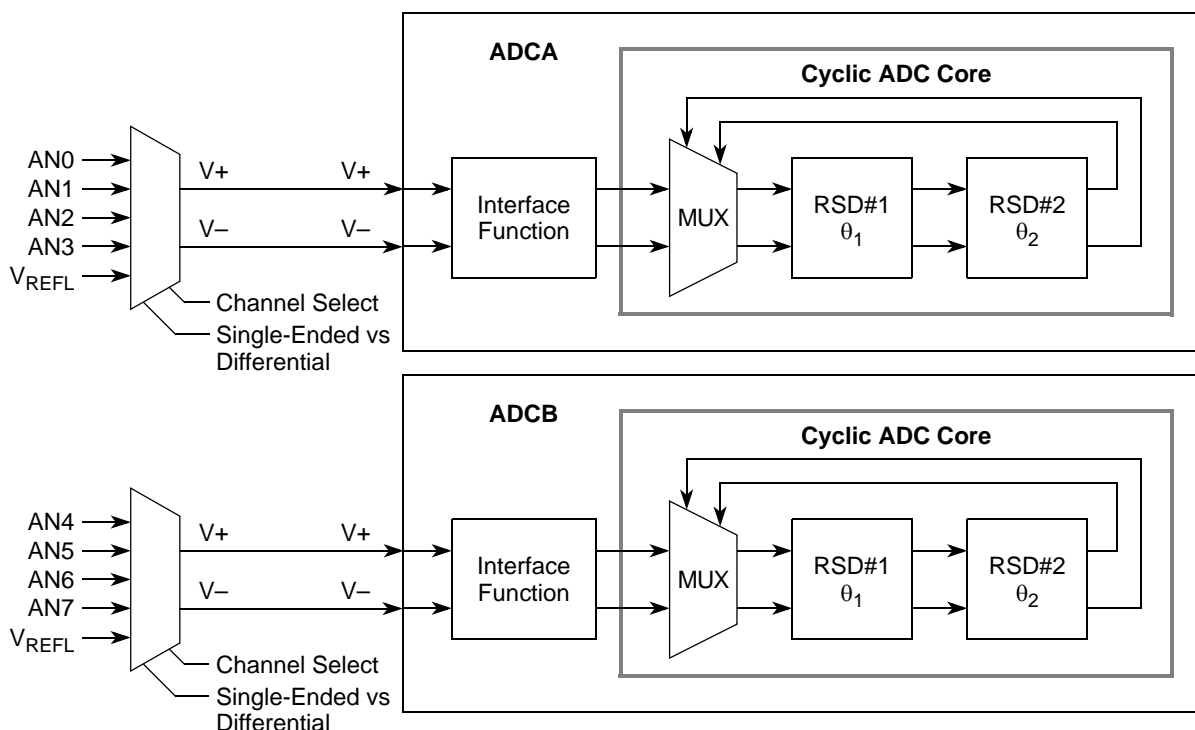 ADCA
Cyclic ADC Core
AN0
AN1
AN2
AN3
VREFL
V+
V+
V–
V–
Channel Select
Single-Ended vs
Differential
Interface
Function
MUX
RSD#1
θ1
RSD#2
θ2
ADCB
Cyclic ADC Core
AN4
AN5
AN6
AN7
VREFL
V+
V+
V–
V–
Channel Select
Single-Ended vs
Differential
Interface
Function
MUX
RSD#1
θ1
RSD#2
θ2